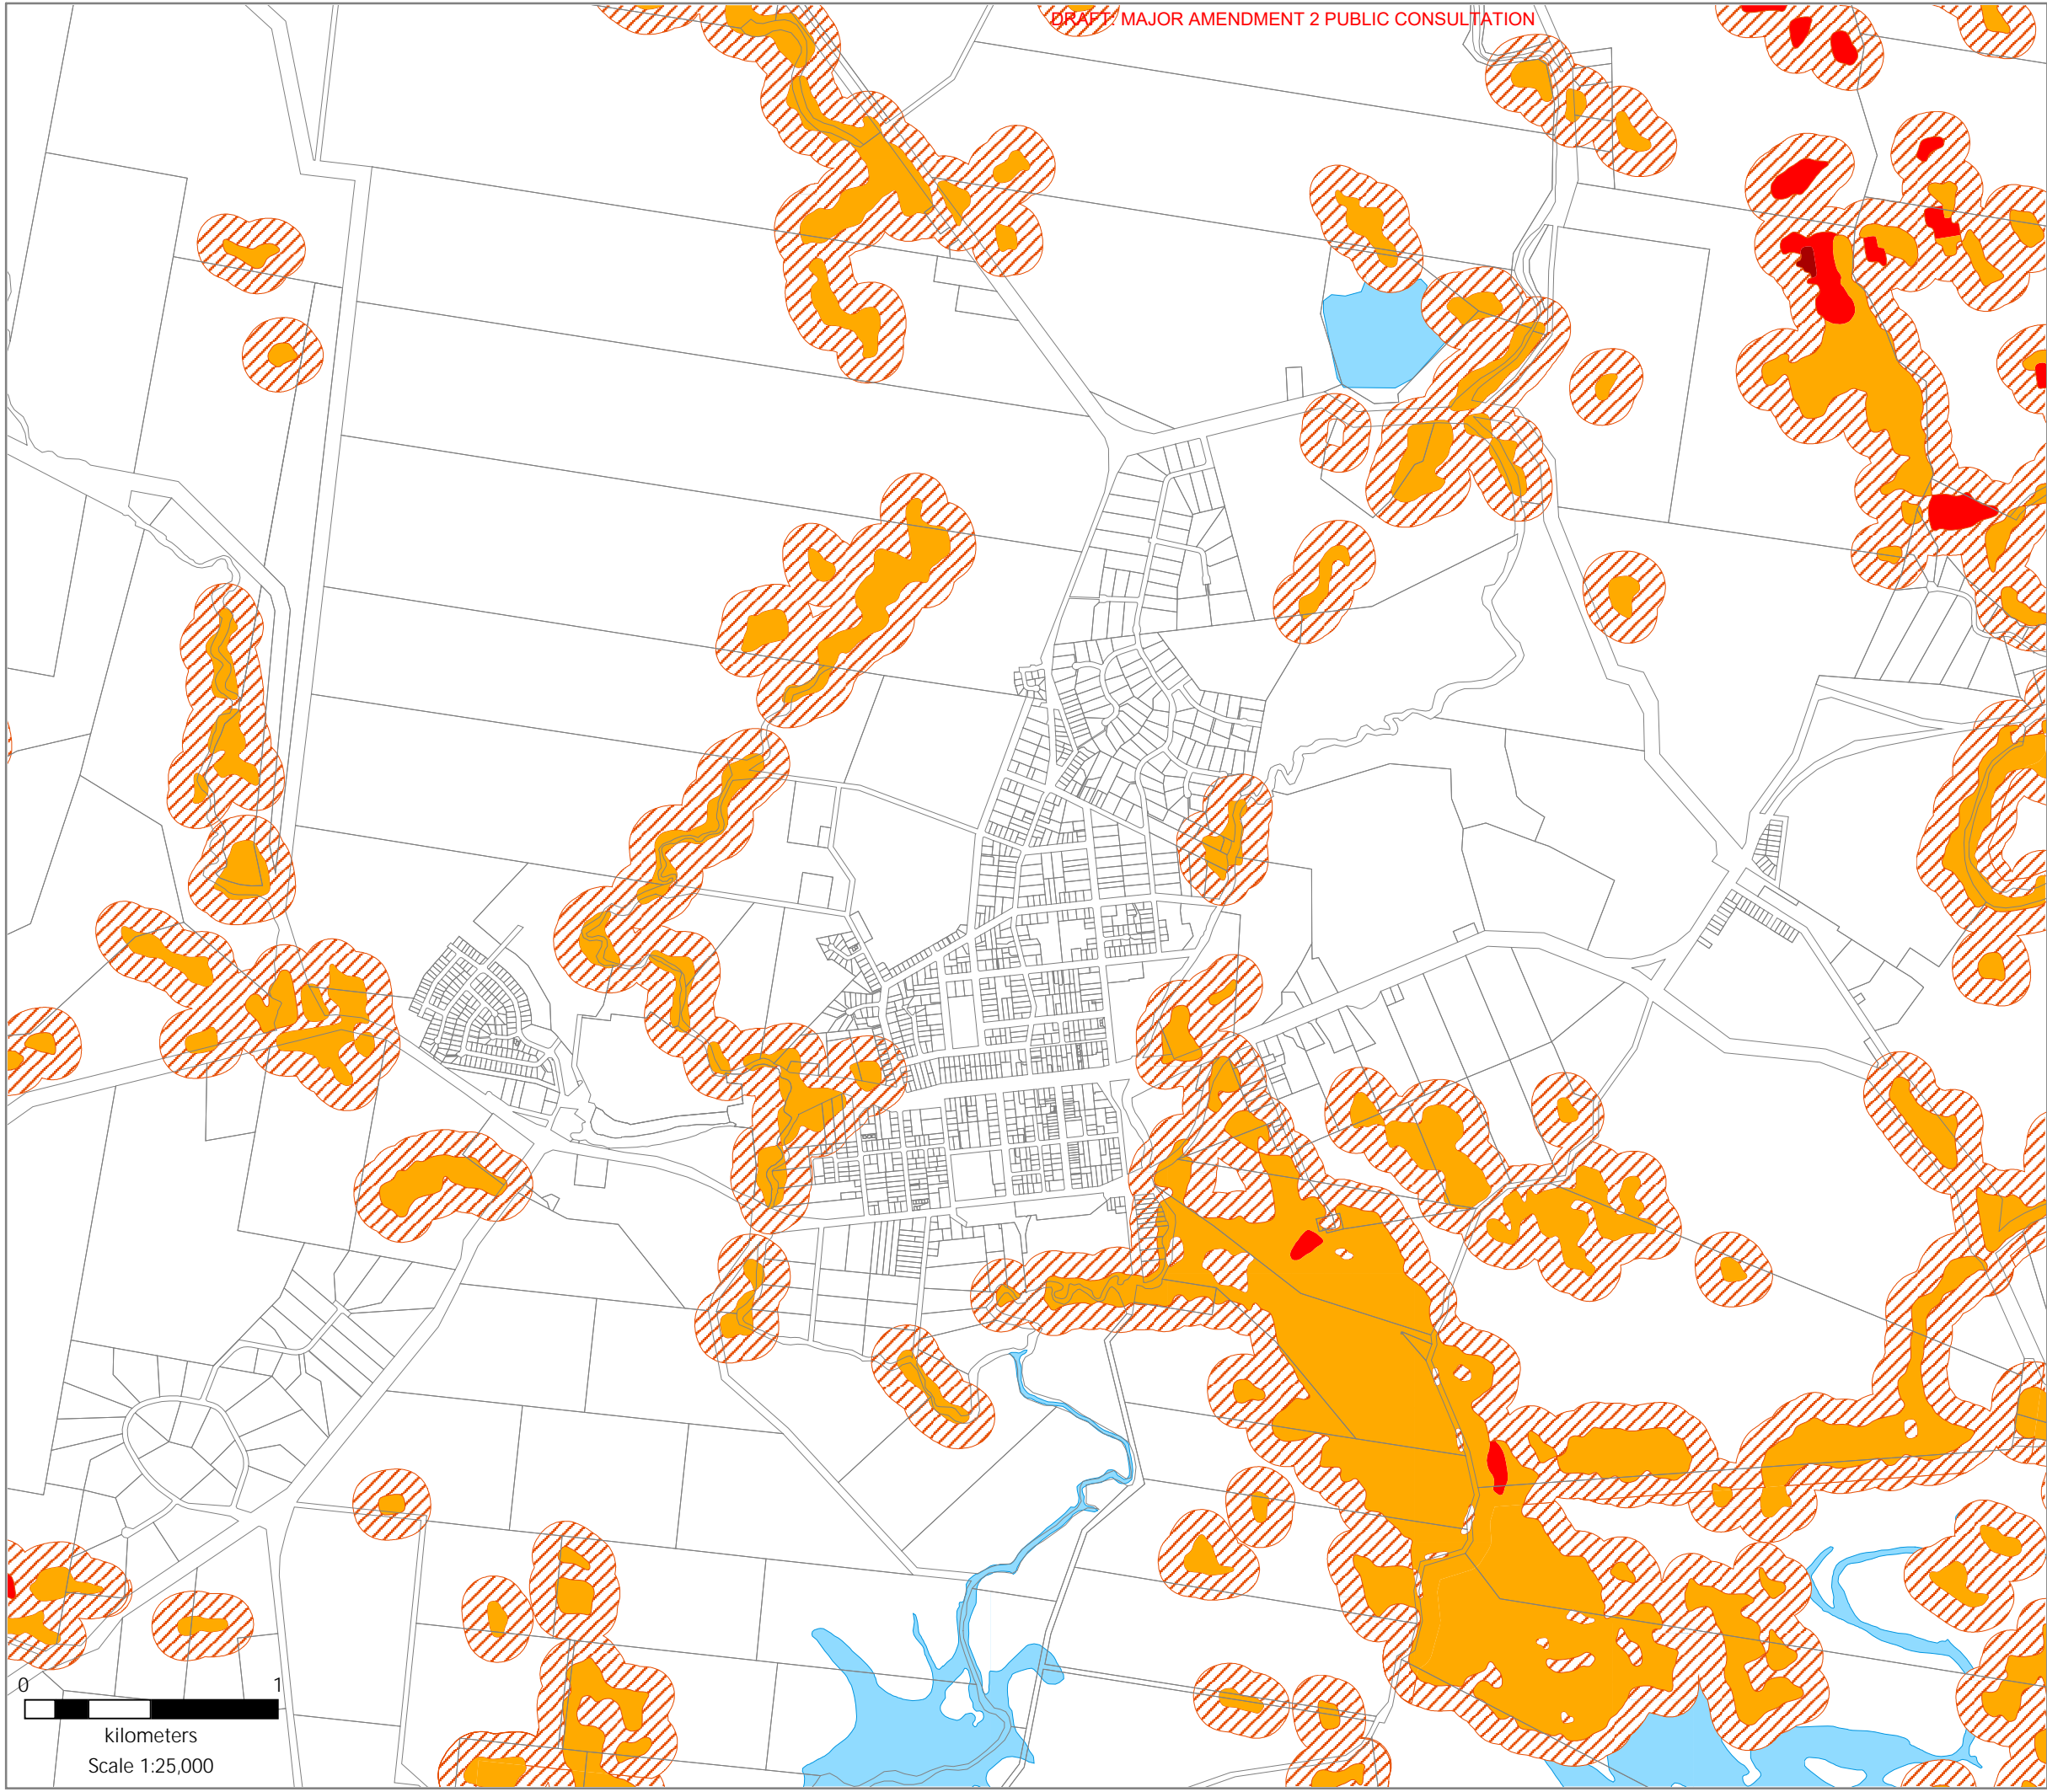 DRAFT: MAJOR AMENDMENT 2 PUBLIC CONSULTATION
0 1
kilometers
Scale 1:25,000